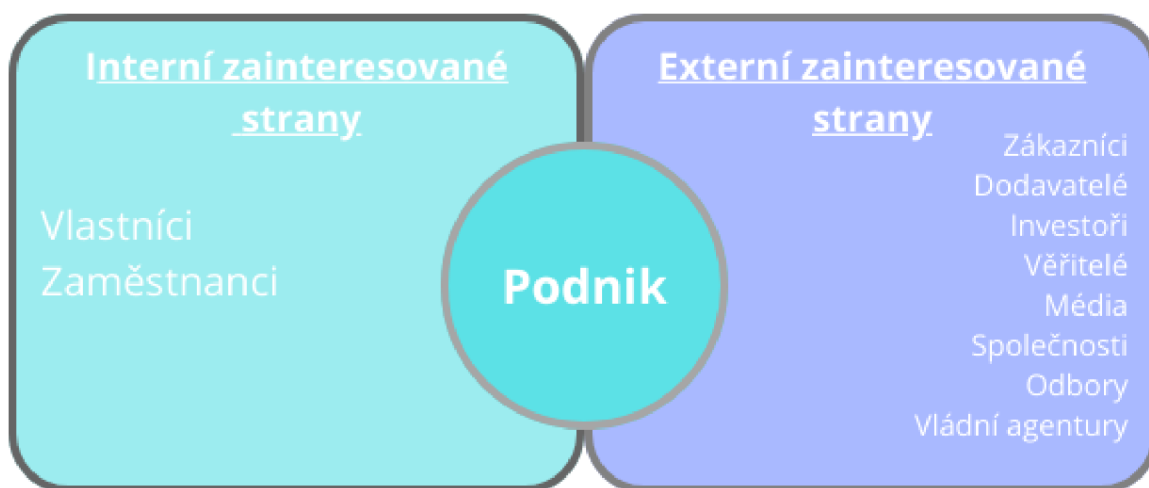 Interní zainteresované
strany
Vlastníci
Zaměstnanci
Podnik
Externí zainteresované
strany
Zákazníci
Dodavatelé
Investoři
Věřitelé
Média
Společnosti
Odbory
Vládní agentury